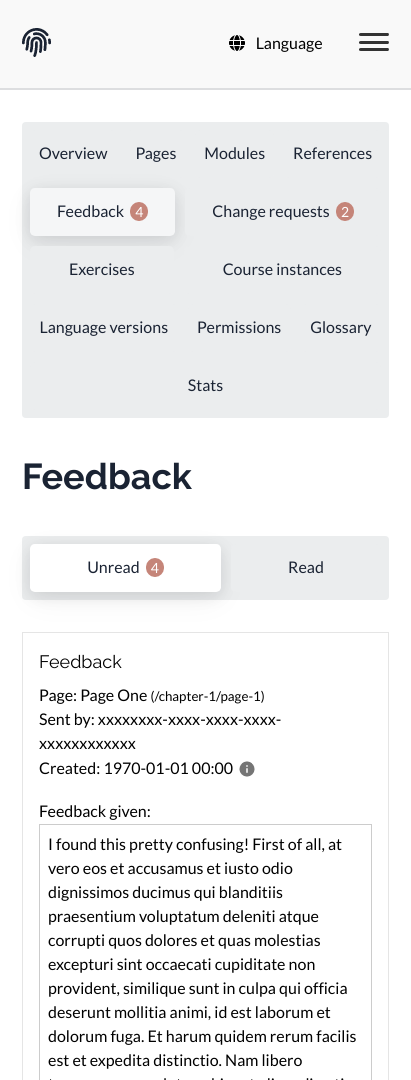 Language
Overview Pages Modules References
Feedback 4 Change requests 2
Exercises Course instances
Language versions Permissions Glossary
Stats
Feedback
Unread 4 Read
Feedback
Page: Page One (/chapter-1/page-1)
Sent by: xxxxxxxx-xxxx-xxxx-xxxx-
xxxxxxxxxxxx
Created: 1970-01-01 00:00
Feedback given:
I found this pretty confusing! First of all, at
vero eos et accusamus et iusto odio
dignissimos ducimus qui blanditiis
praesentium voluptatum deleniti atque
corrupti quos dolores et quas molestias
excepturi sint occaecati cupiditate non
provident, similique sunt in culpa qui officia
deserunt mollitia animi, id est laborum et
dolorum fuga. Et harum quidem rerum facilis
est et expedita distinctio. Nam libero